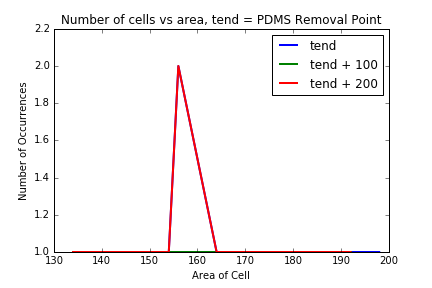 Number of cells vs area, tend = PDMS Removal Point
2.2
2.0
1.8
1.6
1.4
1.2
1.0
Number of Occurrences
tend
tend + 100
tend + 200
130 140 150 160 170 180 190 200
Area of Cell